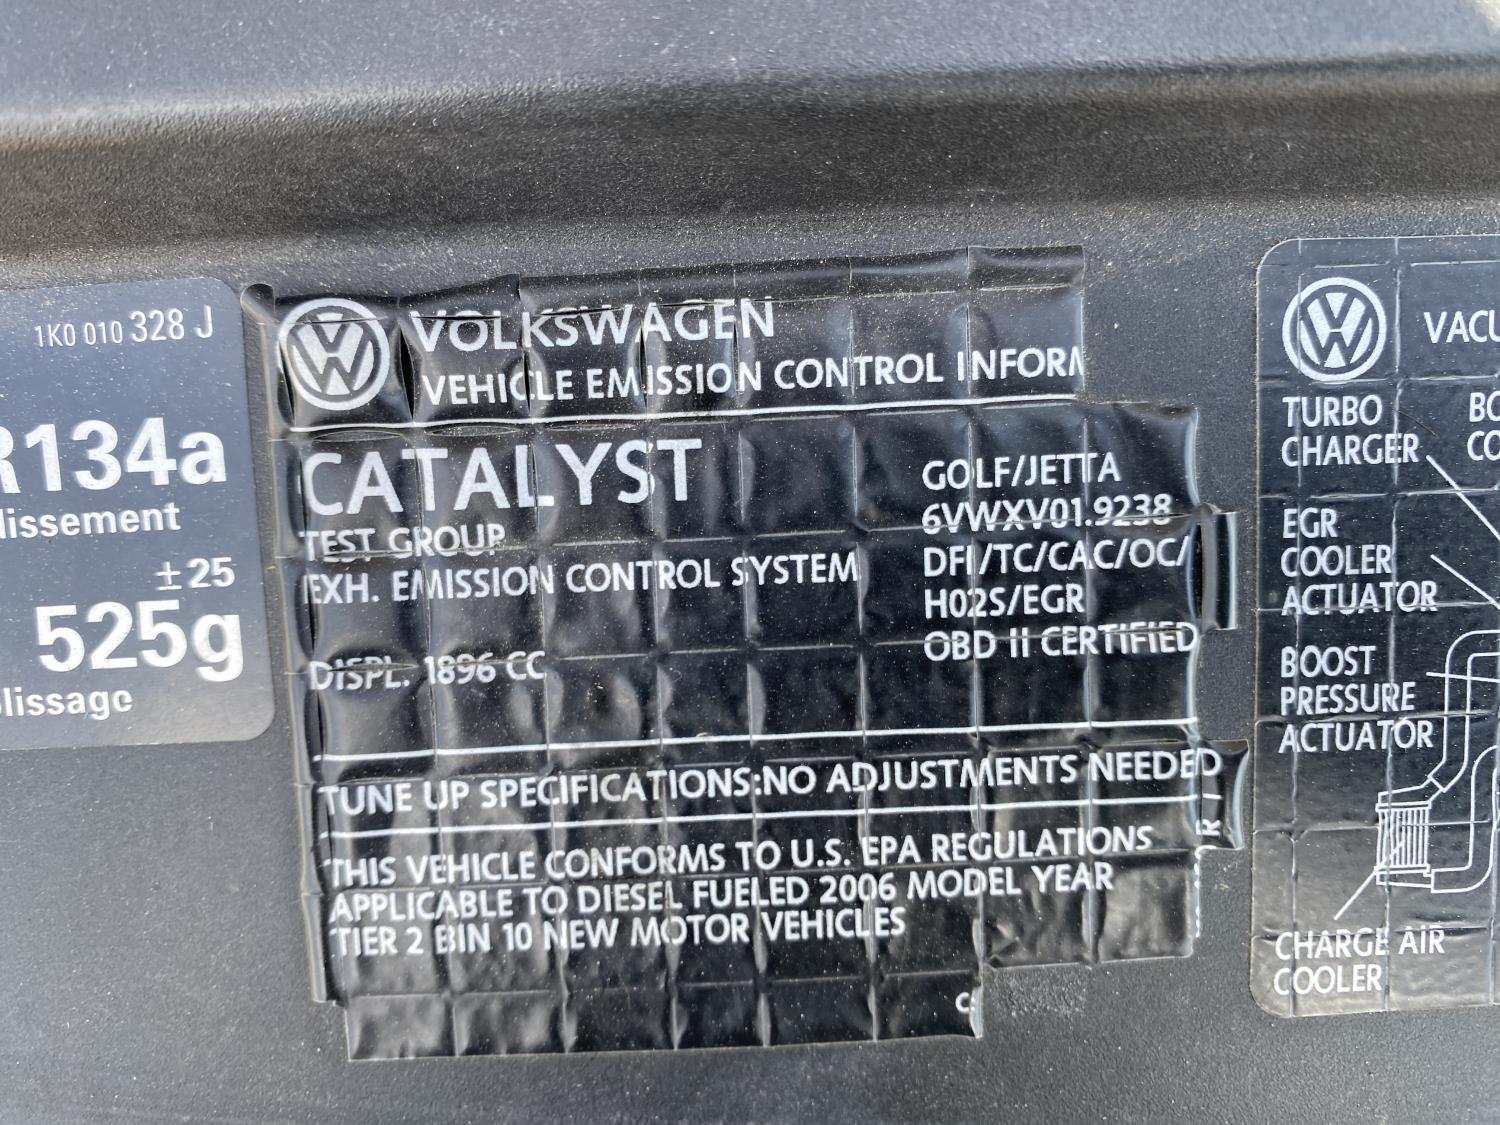 1K0 010 328 J
R134a
lissement
± 25
525g
lissage
VOLKSWAGEN
VEHICLE EMISSION CONTROL INFORM
CATALYST
GOLF/JETTA
TEST GROUP
6VWXV01.9238
EXH. EMISSION CONTROL SYSTEM
DFI/TC/CAC/OC/
H02S/EGR
OBD II CERTIFIED
DISPL. 1896 CC
TUNE UP SPECIFICATIONS:NO ADJUSTMENTS NEEDED
THIS VEHICLE CONFORMS TO U.S. EPA REGULATIONS
APPLICABLE TO DIESEL FUELED 2006 MODEL YEAR
TIER 2 BIN 10 NEW MOTOR VEHICLES
VACU
TURBO
CHARGER
BO
CO
EGR
COOLER
ACTUATOR
BOOST
PRESSURE
ACTUATOR
CHARGE AIR
COOLER